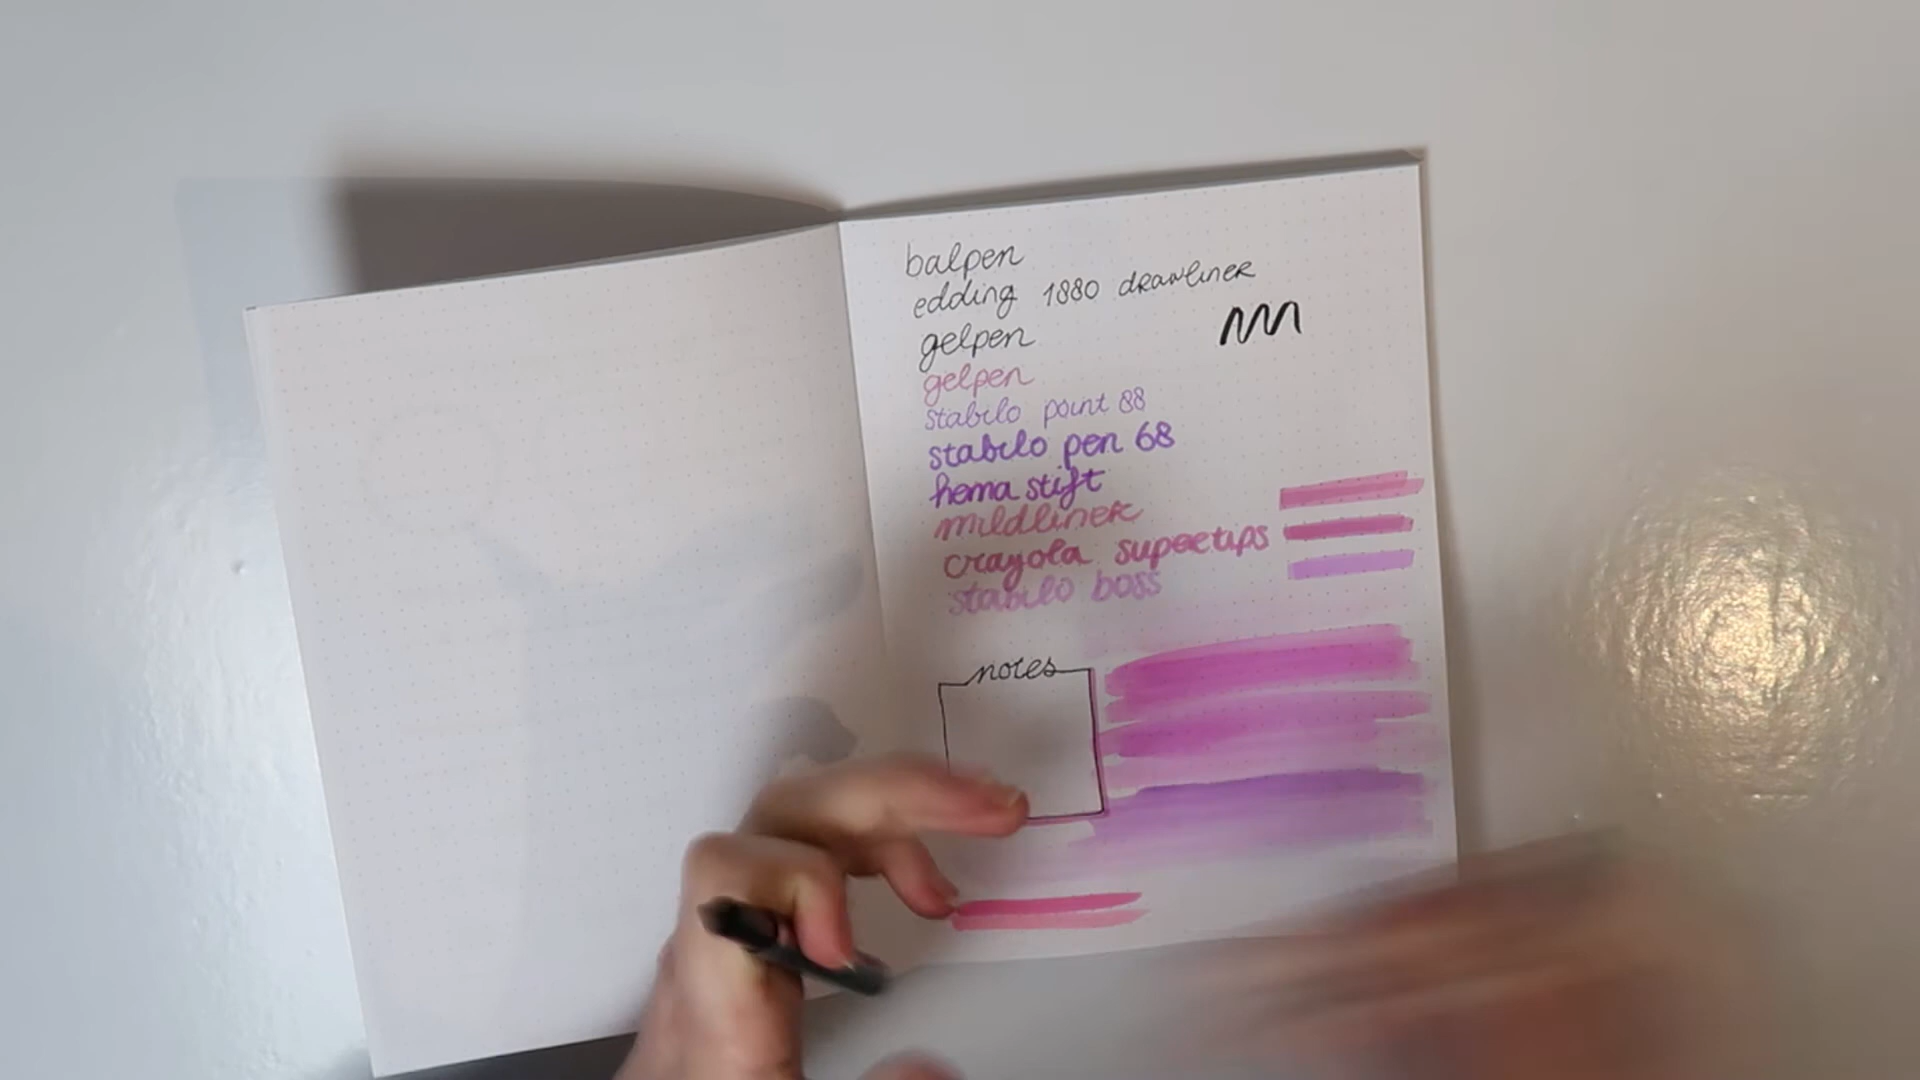 balpen
edding 1880 drawliner
gelpen
gelpen
stabilo point 88
stabilo pen 68
hema stift
mildliner
crayola supertips
stabilo boss
notes